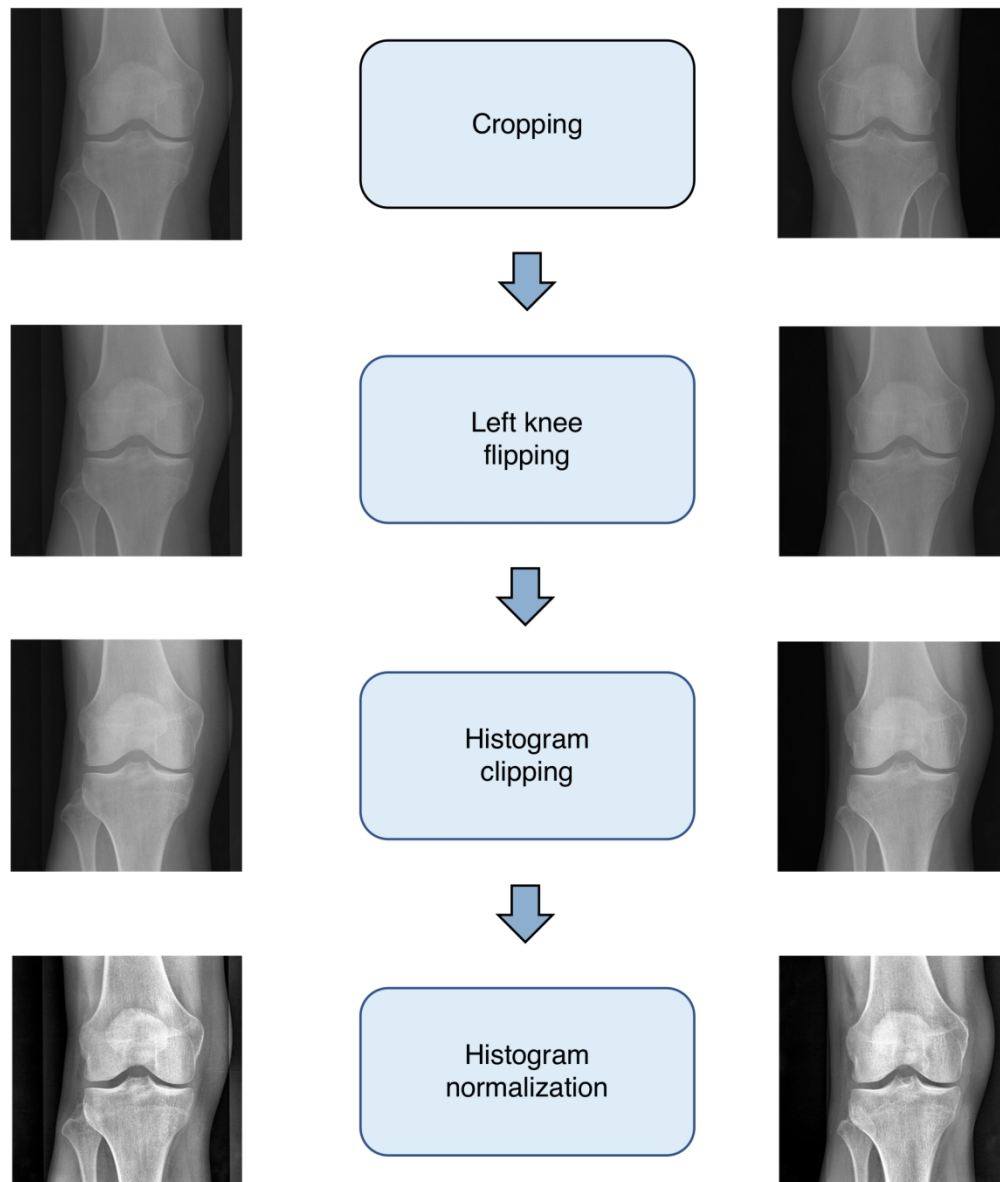 Cropping
Left knee
flipping
Histogram
clipping
Histogram
normalization